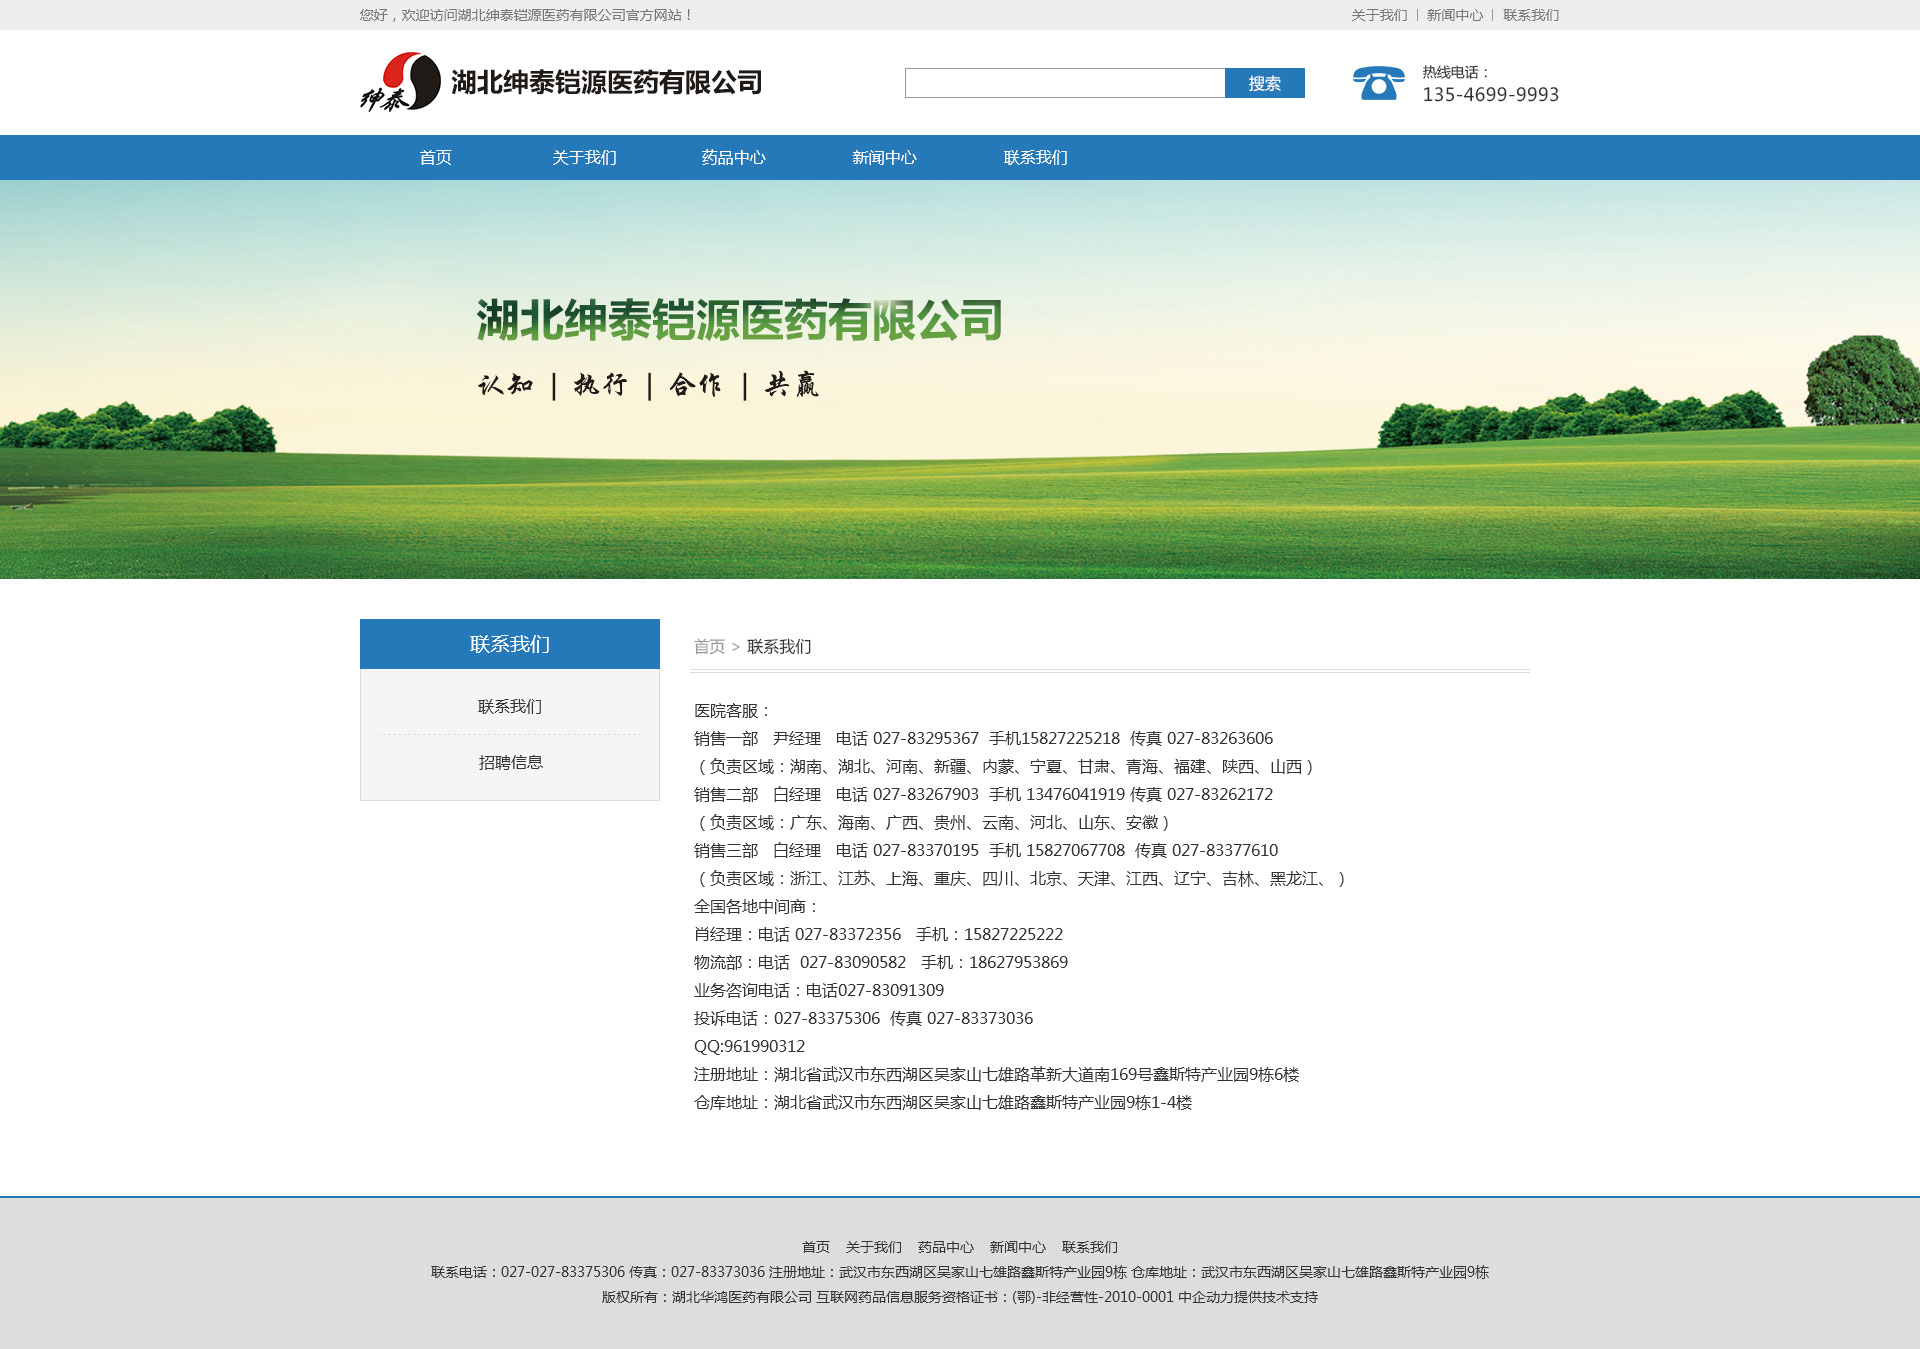 您好，欢迎访问湖北绅泰铠源医药有限公司官方网站！
关于我们 | 新闻中心 | 联系我们
绅泰
湖北绅泰铠源医药有限公司
搜索
热线电话：
135-4699-9993
首页 关于我们 药品中心 新闻中心 联系我们
湖北绅泰铠源医药有限公司
认知 | 执行 | 合作 | 共赢
联系我们
联系我们
招聘信息
首页 > 联系我们
医院客服：
销售一部 尹经理 电话 027-83295367 手机15827225218 传真 027-83263606
（负责区域：湖南、湖北、河南、新疆、内蒙、宁夏、甘肃、青海、福建、陕西、山西）
销售二部 白经理 电话 027-83267903 手机 13476041919 传真 027-83262172
（负责区域：广东、海南、广西、贵州、云南、河北、山东、安徽）
销售三部 白经理 电话 027-83370195 手机 15827067708 传真 027-83377610
（负责区域：浙江、江苏、上海、重庆、四川、北京、天津、江西、辽宁、吉林、黑龙江、）
全国各地中间商：
肖经理：电话 027-83372356 手机：15827225222
物流部：电话 027-83090582 手机：18627953869
业务咨询电话：电话027-83091309
投诉电话：027-83375306 传真 027-83373036
QQ:961990312
注册地址：湖北省武汉市东西湖区吴家山七雄路革新大道南169号鑫斯特产业园9栋6楼
仓库地址：湖北省武汉市东西湖区吴家山七雄路鑫斯特产业园9栋1-4楼
首页 关于我们 药品中心 新闻中心 联系我们
联系电话：027-027-83375306 传真：027-83373036 注册地址：武汉市东西湖区吴家山七雄路鑫斯特产业园9栋 仓库地址：武汉市东西湖区吴家山七雄路鑫斯特产业园9栋
版权所有：湖北华鸿医药有限公司 互联网药品信息服务资格证书：(鄂)-非经营性-2010-0001 中企动力提供技术支持